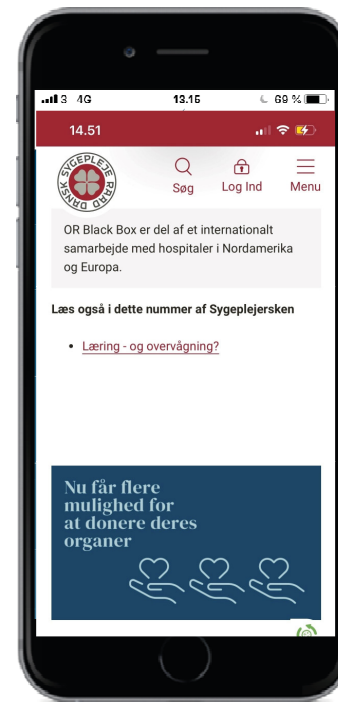 3 4G 13.15 69 %
14.51
DANSK SYGEPLEJERAAD
Søg Log Ind Menu
OR Black Box er del af et internationalt
samarbejde med hospitaler i Nordamerika
og Europa.
Læs også i dette nummer af Sygeplejersken
• Læring - og overvågning?
Nu får flere
mulighed for
at donere deres
organer